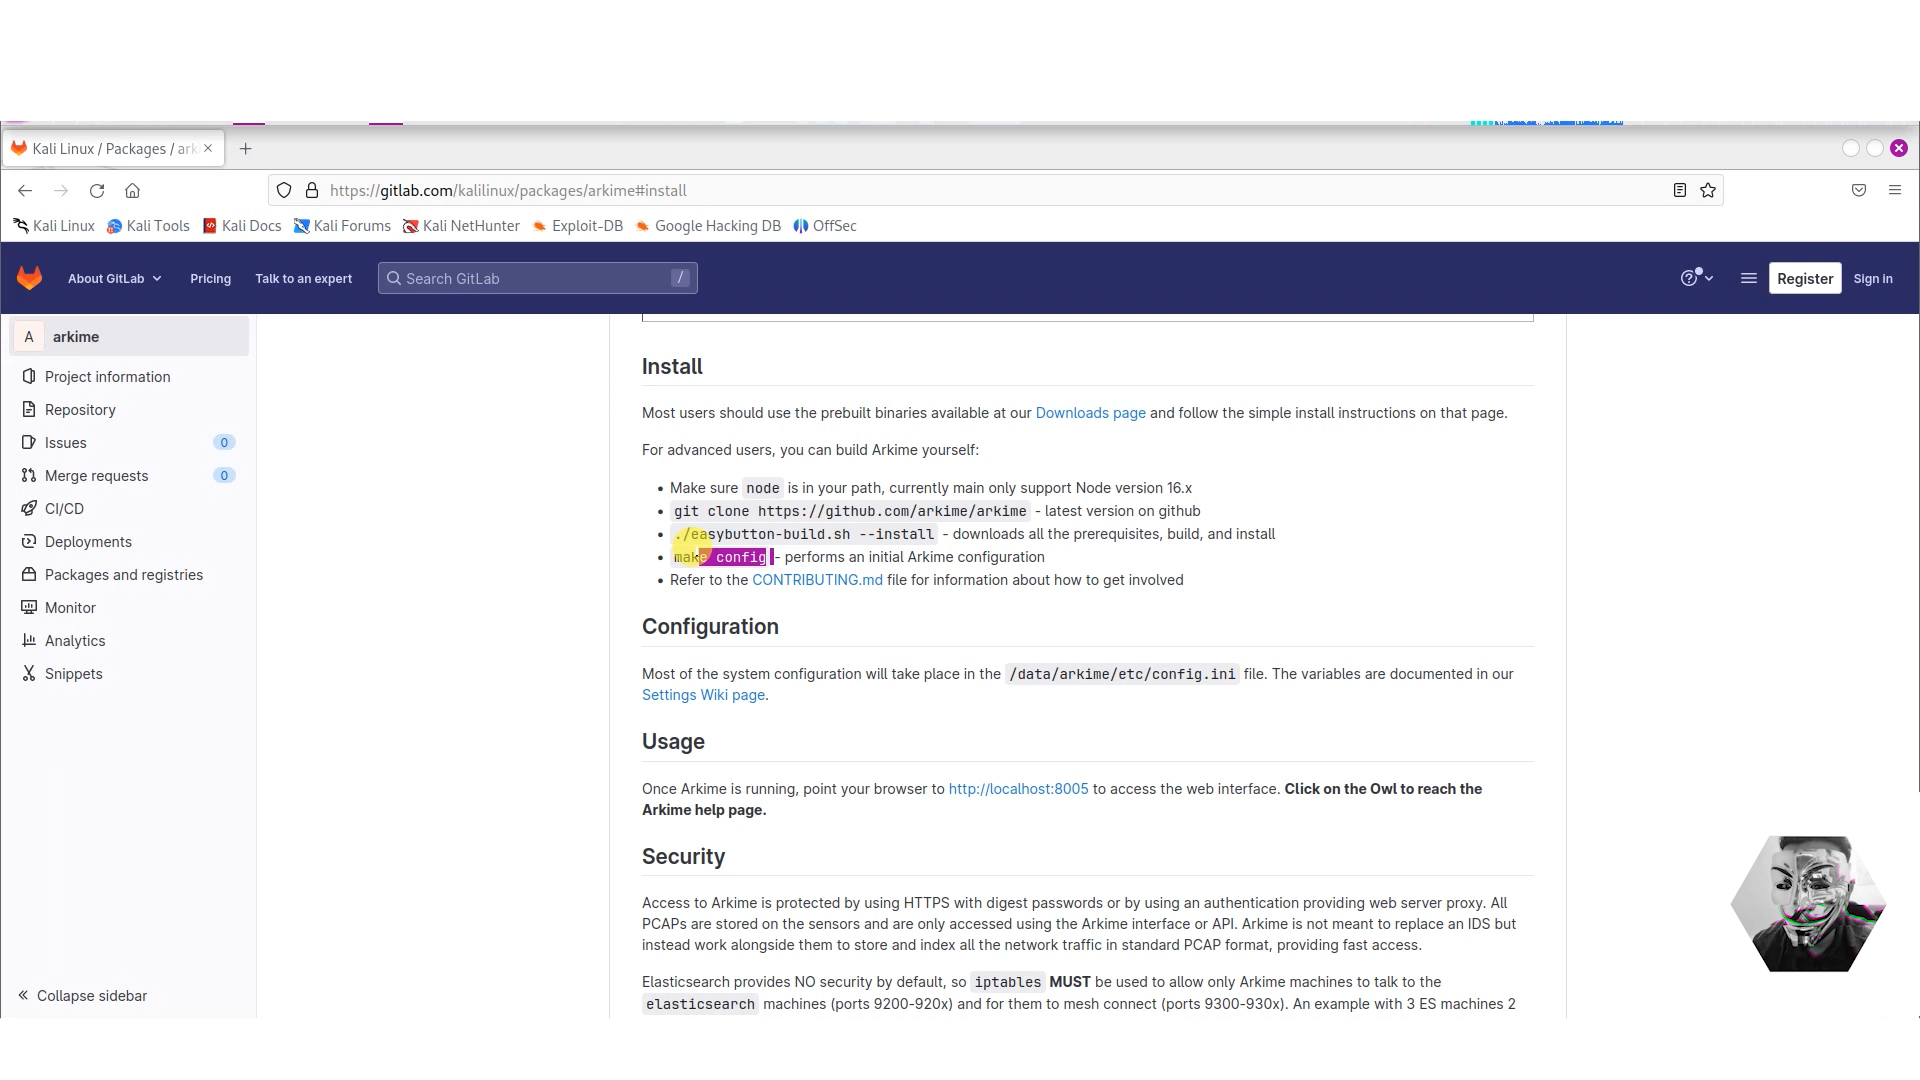 Kali Linux / Packages / ark
https://gitlab.com/kalilinux/packages/arkime#install
Kali Linux Kali Tools Kali Docs Kali Forums Kali NetHunter Exploit-DB Google Hacking DB OffSec
About GitLab Pricing Talk to an expert Search GitLab / Register Sign in
A arkime
Project information
Repository
Issues 0
Merge requests 0
CI/CD
Deployments
Packages and registries
Monitor
Analytics
Snippets
Collapse sidebar
Install
Most users should use the prebuilt binaries available at our Downloads page and follow the simple install instructions on that page.
For advanced users, you can build Arkime yourself:
• Make sure node is in your path, currently main only support Node version 16.x
• git clone https://github.com/arkime/arkime - latest version on github
• ./easybutton-build.sh --install - downloads all the prerequisites, build, and install
• make config - performs an initial Arkime configuration
• Refer to the CONTRIBUTING.md file for information about how to get involved
Configuration
Most of the system configuration will take place in the /data/arkime/etc/config.ini file. The variables are documented in our
Settings Wiki page.
Usage
Once Arkime is running, point your browser to http://localhost:8005 to access the web interface. Click on the Owl to reach the
Arkime help page.
Security
Access to Arkime is protected by using HTTPS with digest passwords or by using an authentication providing web server proxy. All
PCAPs are stored on the sensors and are only accessed using the Arkime interface or API. Arkime is not meant to replace an IDS but
instead work alongside them to store and index all the network traffic in standard PCAP format, providing fast access.
Elasticsearch provides NO security by default, so iptables MUST be used to allow only Arkime machines to talk to the
elasticsearch machines (ports 9200-920x) and for them to mesh connect (ports 9300-930x). An example with 3 ES machines 2